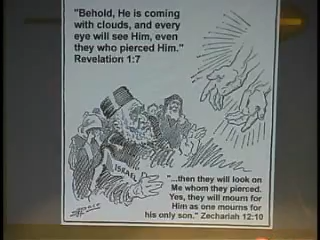 "Behold, He is coming
with clouds, and every
eye will see Him, even
they who pierced Him."
Revelation 1:7
ISRAEL
"...then they will look on
Me whom they pierced.
Yes, they will mourn for
Him as one mourns for
his only son." Zechariah 12:10